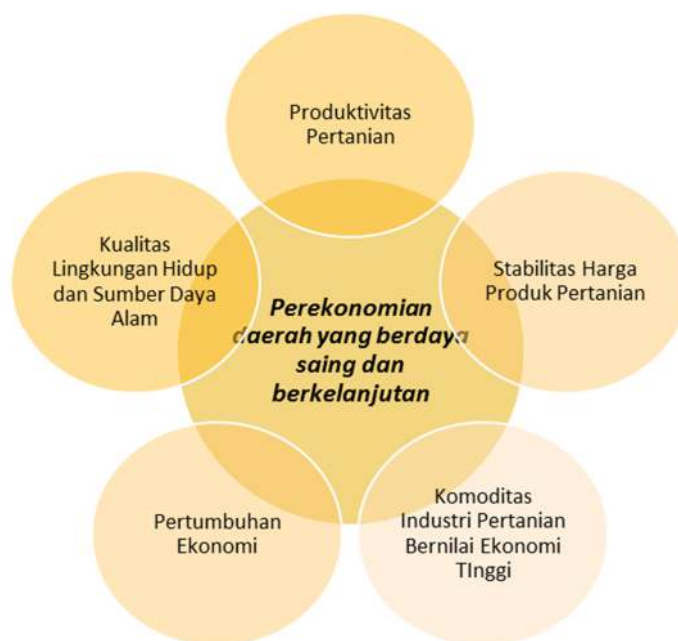 Produktivitas
Pertanian
Kualitas
Lingkungan Hidup
dan Sumber Daya
Alam
Stabilitas Harga
Produk Pertanian
Perekonomian
daerah yang berdaya
saing dan
berkelanjutan
Pertumbuhan
Ekonomi
Komoditas
Industri Pertanian
Bernilai Ekonomi
TInggi